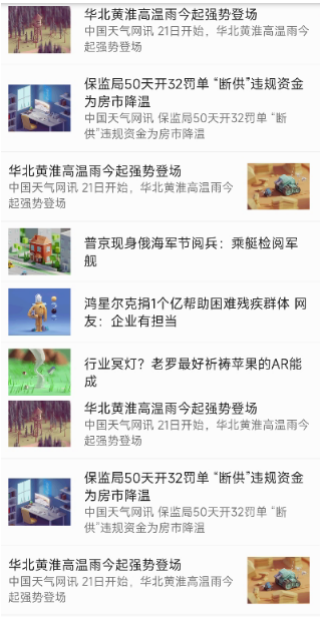 华北黄淮高温雨今起强势登场
中国天气网讯 21日开始，华北黄淮高温雨今起强势登场
保监局50天开32罚单 “断供”违规资金
为房市降温
中国天气网讯 保监局50天开32罚单 “断
供”违规资金为房市降温
华北黄淮高温雨今起强势登场
中国天气网讯 21日开始，华北黄淮高温雨今
起强势登场
普京现身俄海军节阅兵：乘艇检阅军
舰
鸿星尔克捐1个亿帮助困难残疾群体 网
友：企业有担当
行业冥灯？老罗最好祈祷苹果的AR能
成
华北黄淮高温雨今起强势登场
中国天气网讯 21日开始，华北黄淮高温雨
今起强势登场
保监局50天开32罚单 “断供”违规资金
为房市降温
中国天气网讯 保监局50天开32罚单 “断
供”违规资金为房市降温
华北黄淮高温雨今起强势登场
中国天气网讯 21日开始，华北黄淮高温雨今
起强势登场